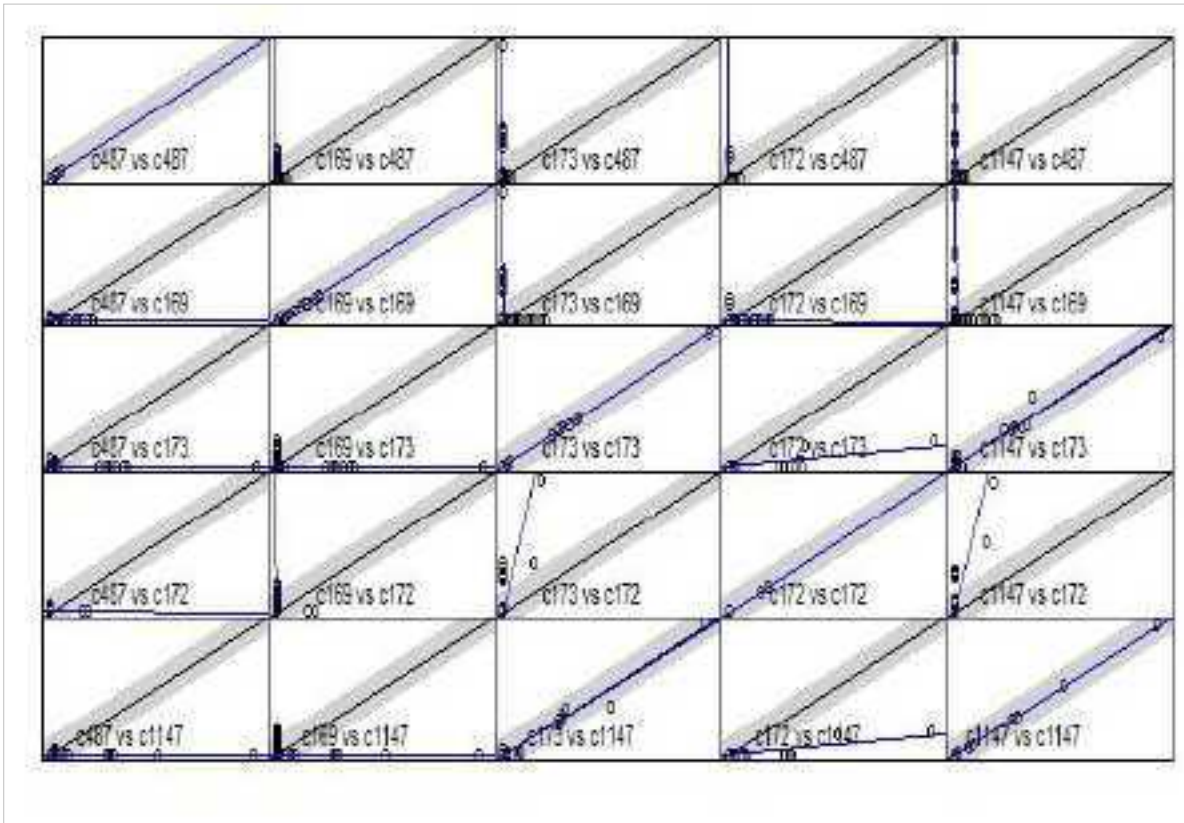 c487 vs c487 c169 vs c487 c173 vs c487 c172 vs c487 c1147 vs c487
c487 vs c169 c169 vs c169 c173 vs c169 c172 vs c169 c1147 vs c169
c487 vs c173 c169 vs c173 c173 vs c173 c172 vs c173 c1147 vs c173
c487 vs c172 c169 vs c172 c173 vs c172 c172 vs c172 c1147 vs c172
c487 vs c1147 c169 vs c1147 c173 vs c1147 c172 vs c1147 c1147 vs c1147